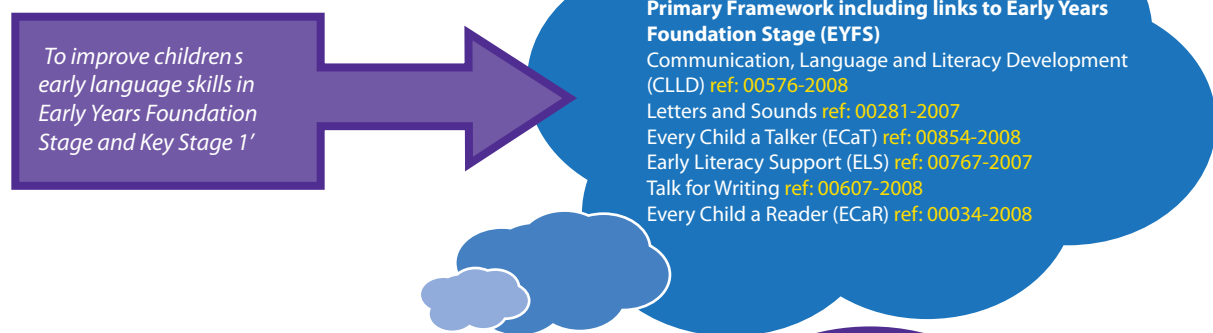 To improve children s
early language skills in
Early Years Foundation
Stage and Key Stage 1’
Primary Framework including links to Early Years
Foundation Stage (EYFS)
Communication, Language and Literacy Development
(CLLD) ref: 00576-2008
Letters and Sounds ref: 00281-2007
Every Child a Talker (ECaT) ref: 00854-2008
Early Literacy Support (ELS) ref: 00767-2007
Talk for Writing ref: 00607-2008
Every Child a Reader (ECaR) ref: 00034-2008